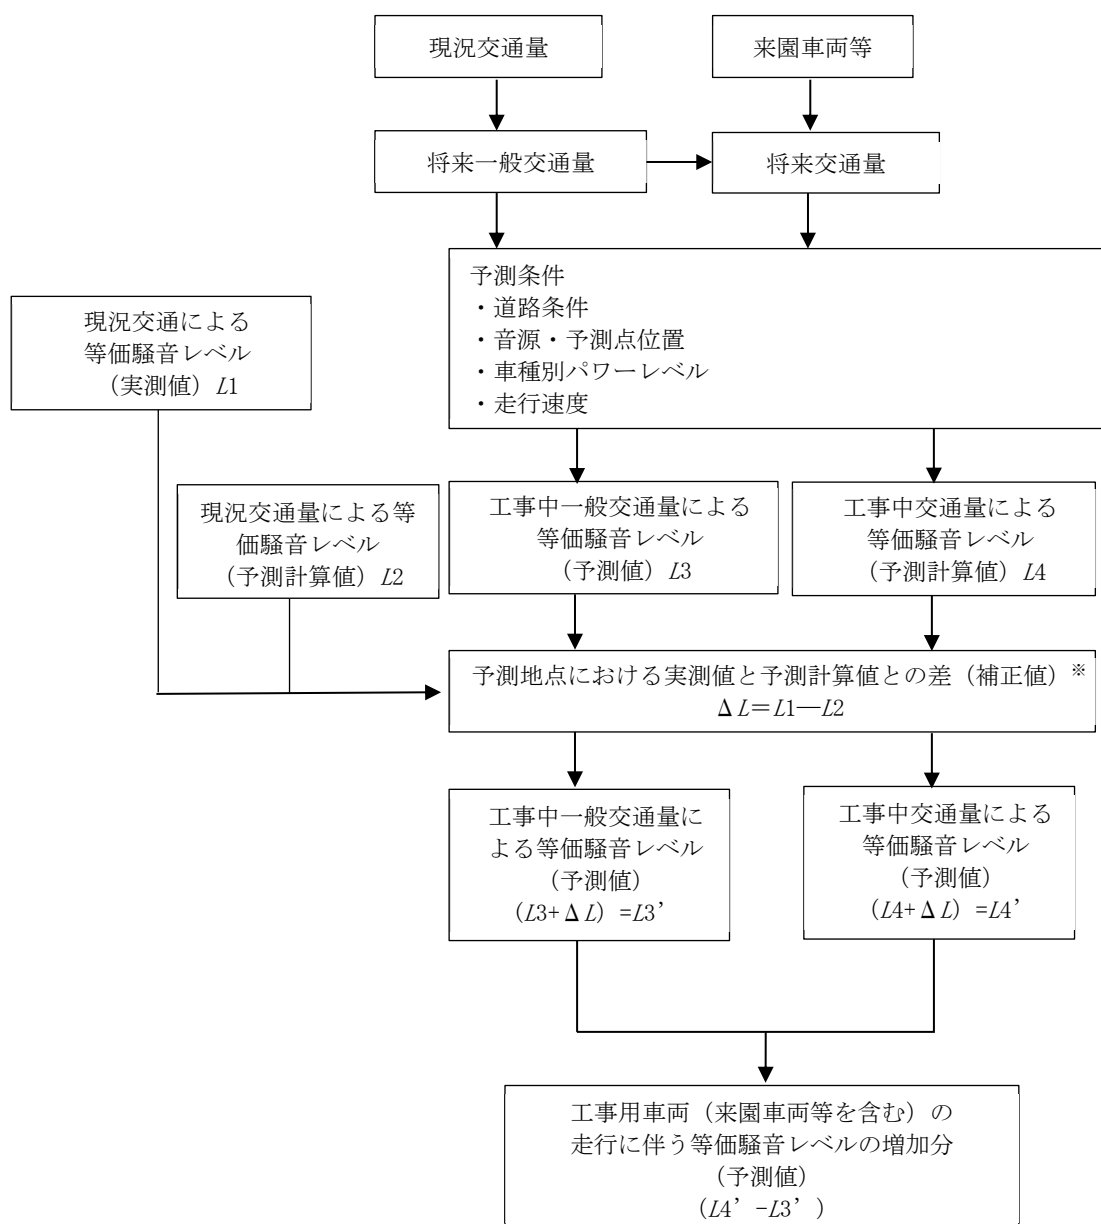 現況交通量
来園車両等
将来一般交通量
将来交通量
予測条件
・道路条件
・音源・予測点位置
・車種別パワーレベル
・走行速度
現況交通による
等価騒音レベル
（実測値）L1
現況交通量による等
価騒音レベル
（予測計算値）L2
工事中一般交通量による
等価騒音レベル
（予測値）L3
工事中交通量による
等価騒音レベル
（予測計算値）L4
予測地点における実測値と予測計算値との差（補正値）※
ΔL＝L1―L2
工事中一般交通量に
よる等価騒音レベル
（予測値）
（L3+ΔL）=L3’
工事中交通量による
等価騒音レベル
（予測値）
（L4+ΔL）=L4’
工事用車両（来園車両等を含む）の
走行に伴う等価騒音レベルの増加分
（予測値）
（L4’-L3’）